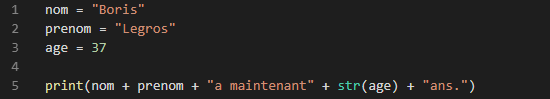 1 nom = "Boris"
2 prenom = "Legros"
3 age = 37
4
5 print(nom + prenom + "a maintenant" + str(age) + "ans.")